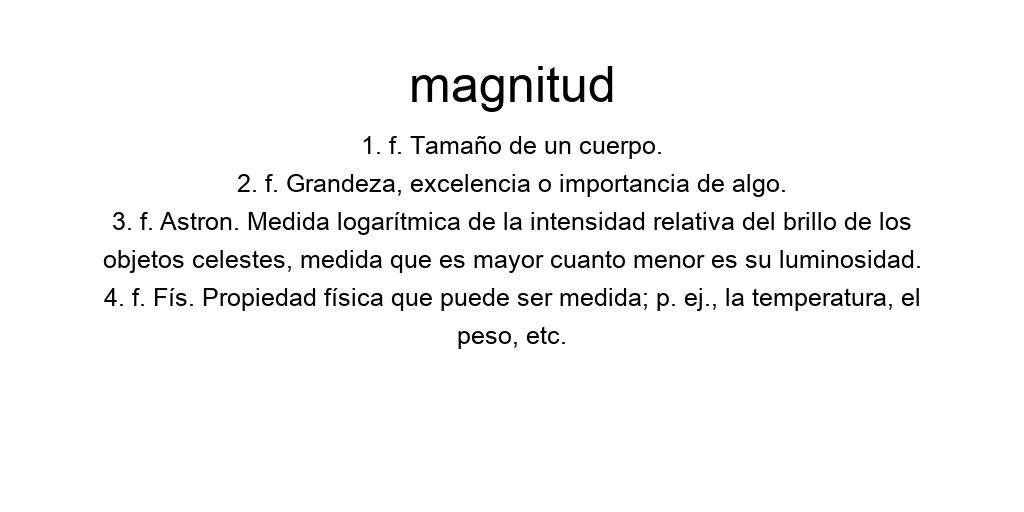 magnitud
1. f. Tamaño de un cuerpo.
2. f. Grandeza, excelencia o importancia de algo.
3. f. Astron. Medida logarítmica de la intensidad relativa del brillo de los
objetos celestes, medida que es mayor cuanto menor es su luminosidad.
4. f. Fís. Propiedad física que puede ser medida; p. ej., la temperatura, el
peso, etc.